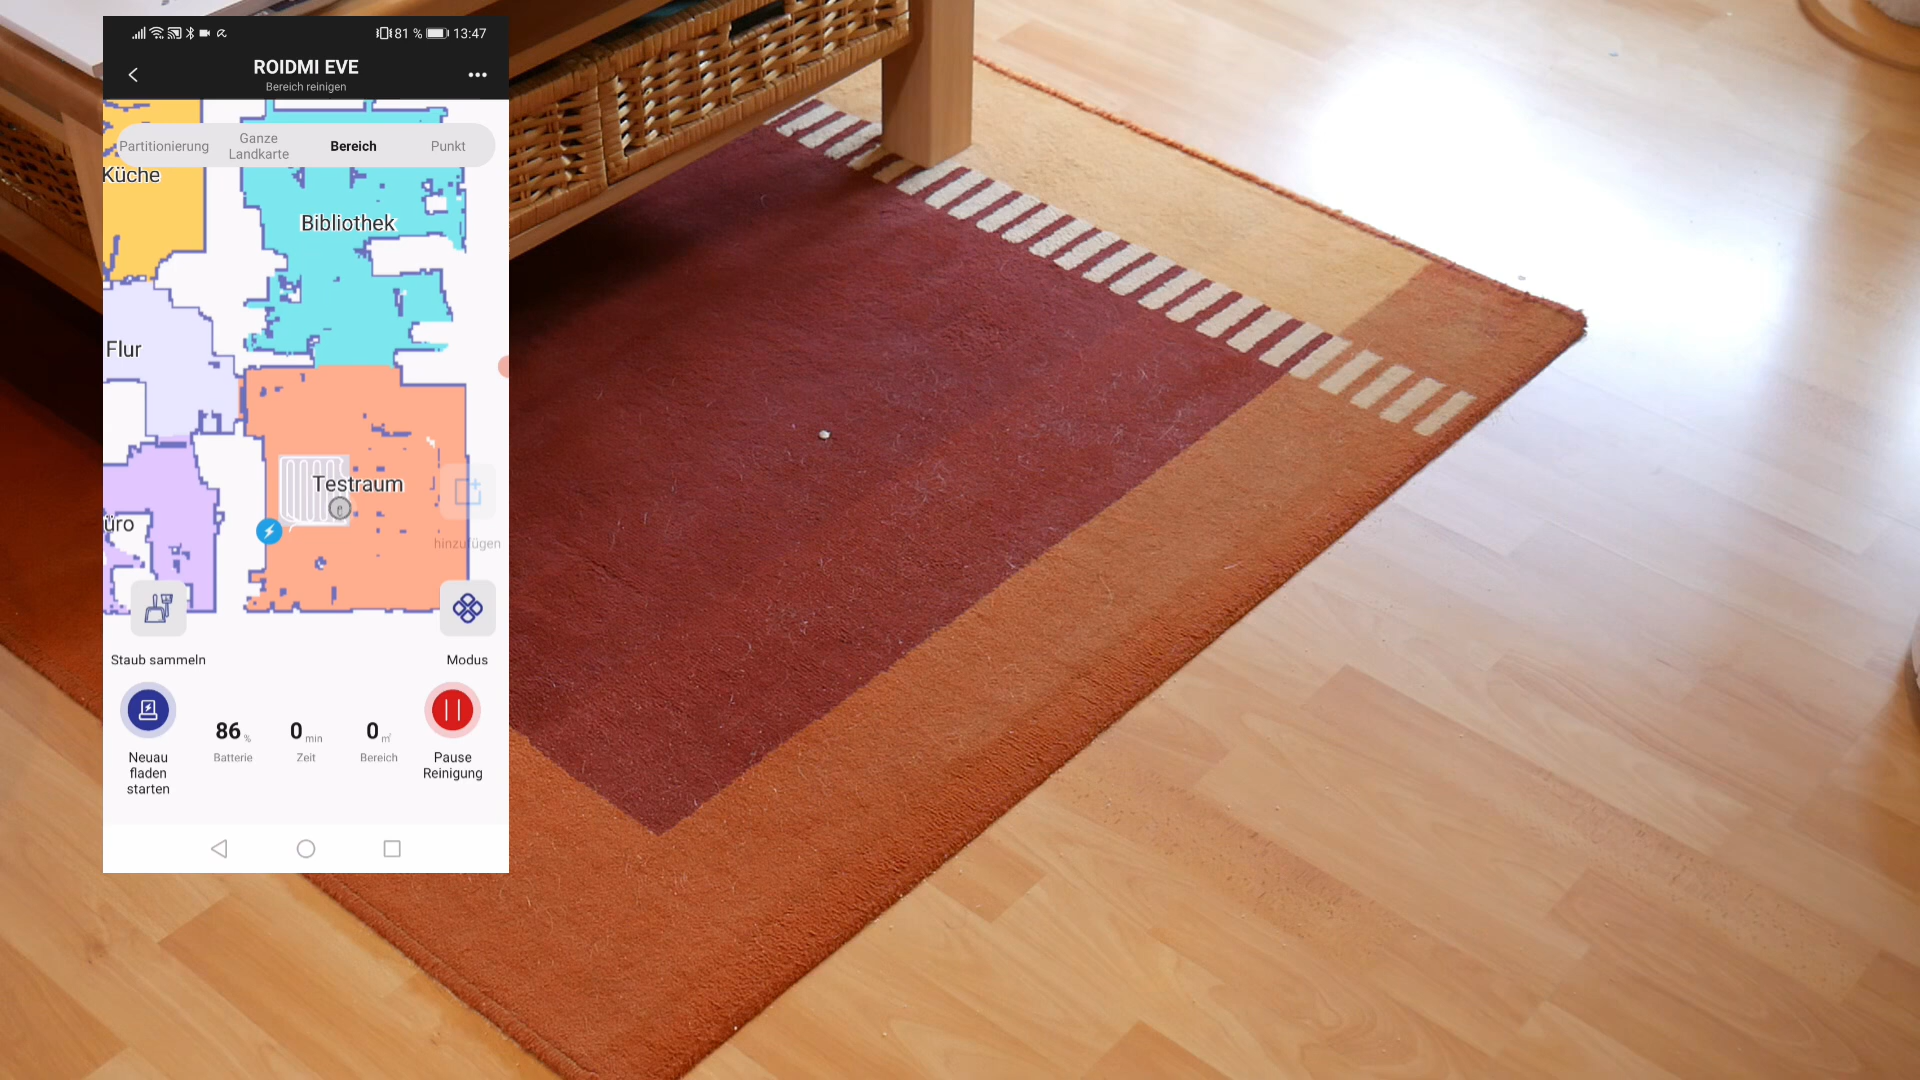 81 % 13:47
ROIDMI EVE
Bereich reinigen
Partitionierung
Ganze
Landkarte
Bereich
Punkt
Küche
Bibliothek
Flur
Testraum
üro
hinzufügen
Staub sammeln
Modus
86 %
0 min
0 m²
Batterie
Zeit
Bereich
Neuau
fladen
starten
Pause
Reinigung